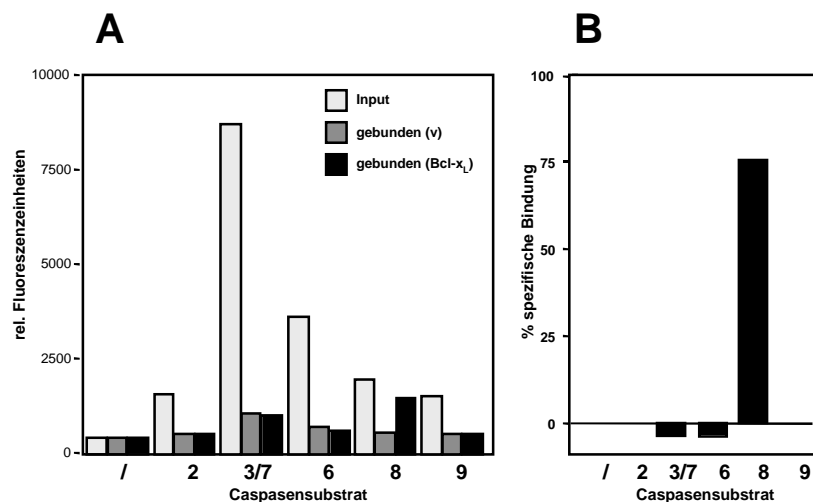 A
rel. Fluoreszenzeinheiten
10000
7500
5000
2500
0
Input
gebunden (v)
gebunden (Bcl-xL)
/ 2 3/7 6 8 9
Caspasensubstrat
B
% spezifische Bindung
100
75
50
25
0
/ 2 3/7 6 8 9
Caspasensubstrat